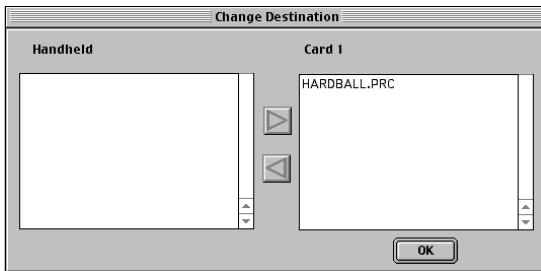 Change Destination
Handheld
Card 1
HARDBALL.PRC
OK